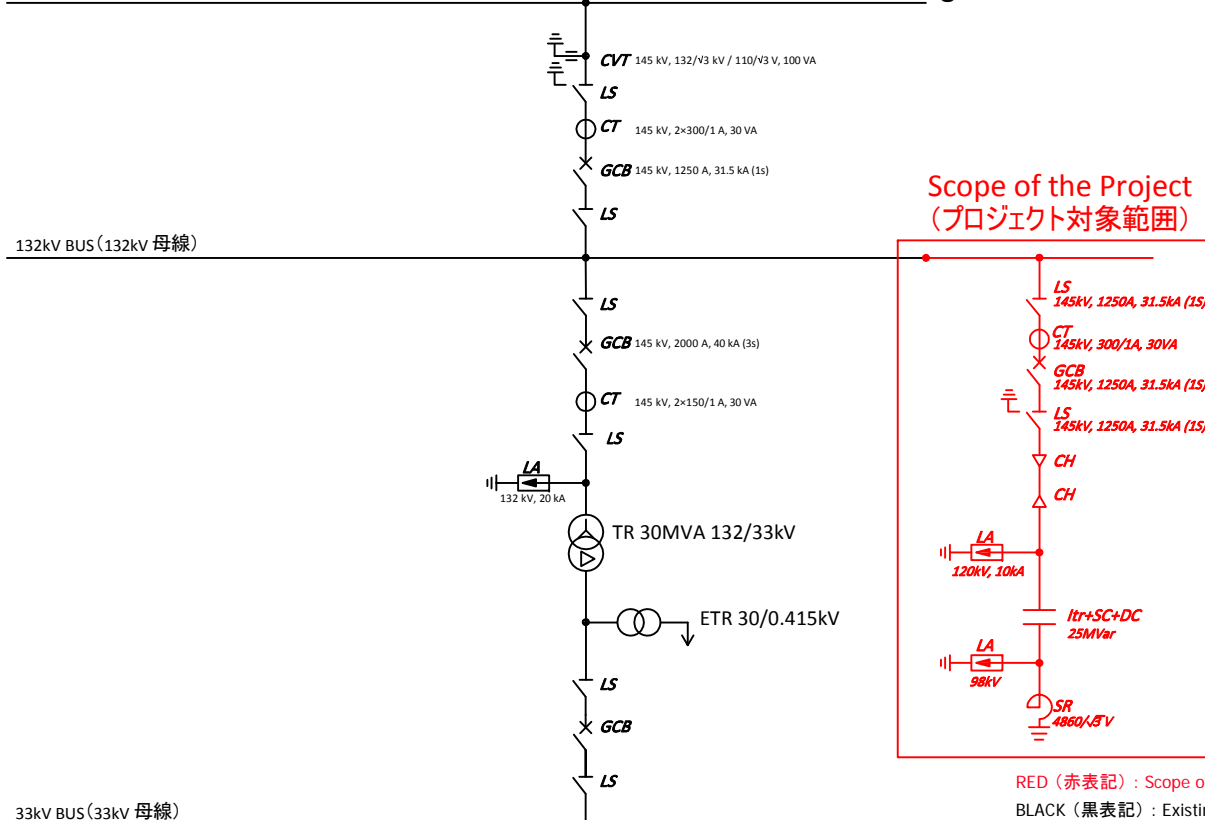 CVT 145 kV, 132/√3 kV / 110/√3 V, 100 VA
LS
CT 145 kV, 2×300/1 A, 30 VA
GCB 145 kV, 1250 A, 31.5 kA (1s)
LS
132kV BUS（132kV 母線）
LS
GCB 145 kV, 2000 A, 40 kA (3s)
CT 145 kV, 2×150/1 A, 30 VA
LS
LA
132 kV, 20 kA
TR 30MVA 132/33kV
ETR 30/0.415kV
LS
GCB
LS
33kV BUS（33kV 母線）
Scope of the Project
（プロジェクト対象範囲）
LS
145kV, 1250A, 31.5kA (1S)
CT
145kV, 300/1A, 30VA
GCB
145kV, 1250A, 31.5kA (1S)
LS
145kV, 1250A, 31.5kA (1S)
CH
CH
LA
120kV, 10kA
Itr+SC+DC
25MVar
LA
98kV
SR
4860/√3 V
RED（赤表記）: Scope o
BLACK（黒表記）: Existin